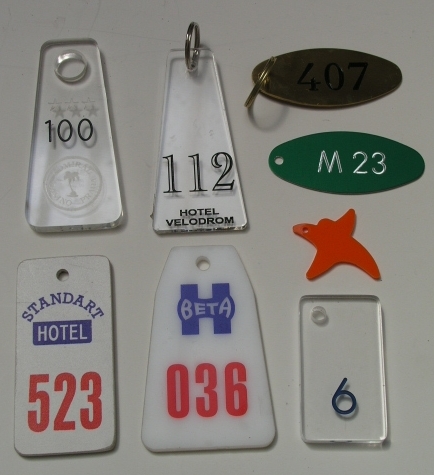 100
112
HOTEL
VELODROM
407
M 23
STANDART
HOTEL
523
BETA
H
036
6